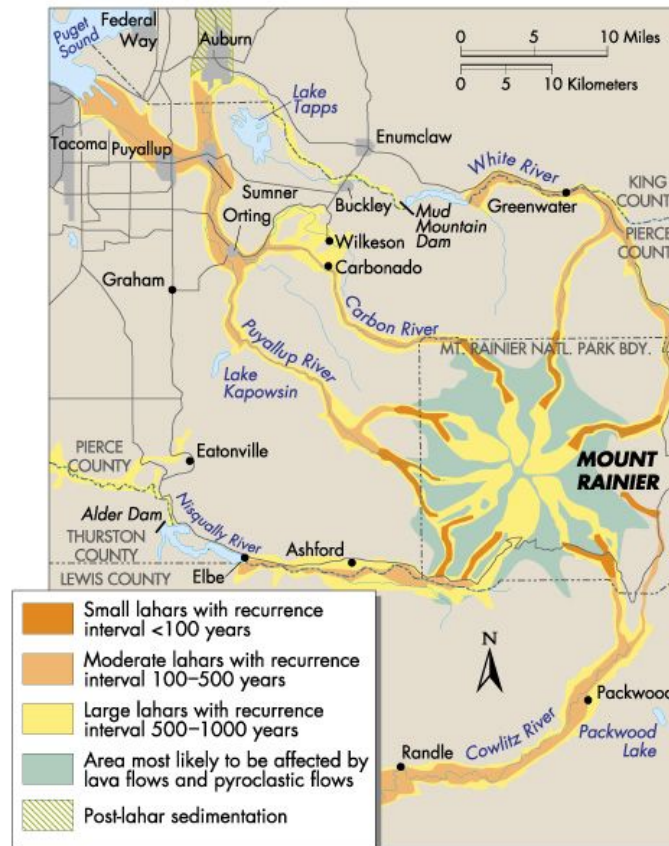 Puget
Sound
Federal
Way
Auburn
0 5 10 Miles
0 5 10 Kilometers
Lake
Tapps
Enumclaw
Tacoma
Puyallup
White River
Sumner
Greenwater
KING
COUNTY
Orting
Buckley
Mud
Mountain
Dam
PIERCE
COUNTY
Wilkeson
Graham
Carbonado
Carbon River
Puyallup River
MT. RAINIER NATL. PARK BDY.
Lake
Kapowsin
PIERCE
COUNTY
Eatonville
MOUNT
RAINIER
Nisqually River
Alder Dam
THURSTON
COUNTY
Ashford
LEWIS COUNTY
Elbe
Small lahars with recurrence
interval <100 years
Moderate lahars with recurrence
interval 100–500 years
Large lahars with recurrence
interval 500–1000 years
Area most likely to be affected by
lava flows and pyroclastic flows
Post-lahar sedimentation
N
Packwood
Cowlitz River
Packwood
Lake
Randle